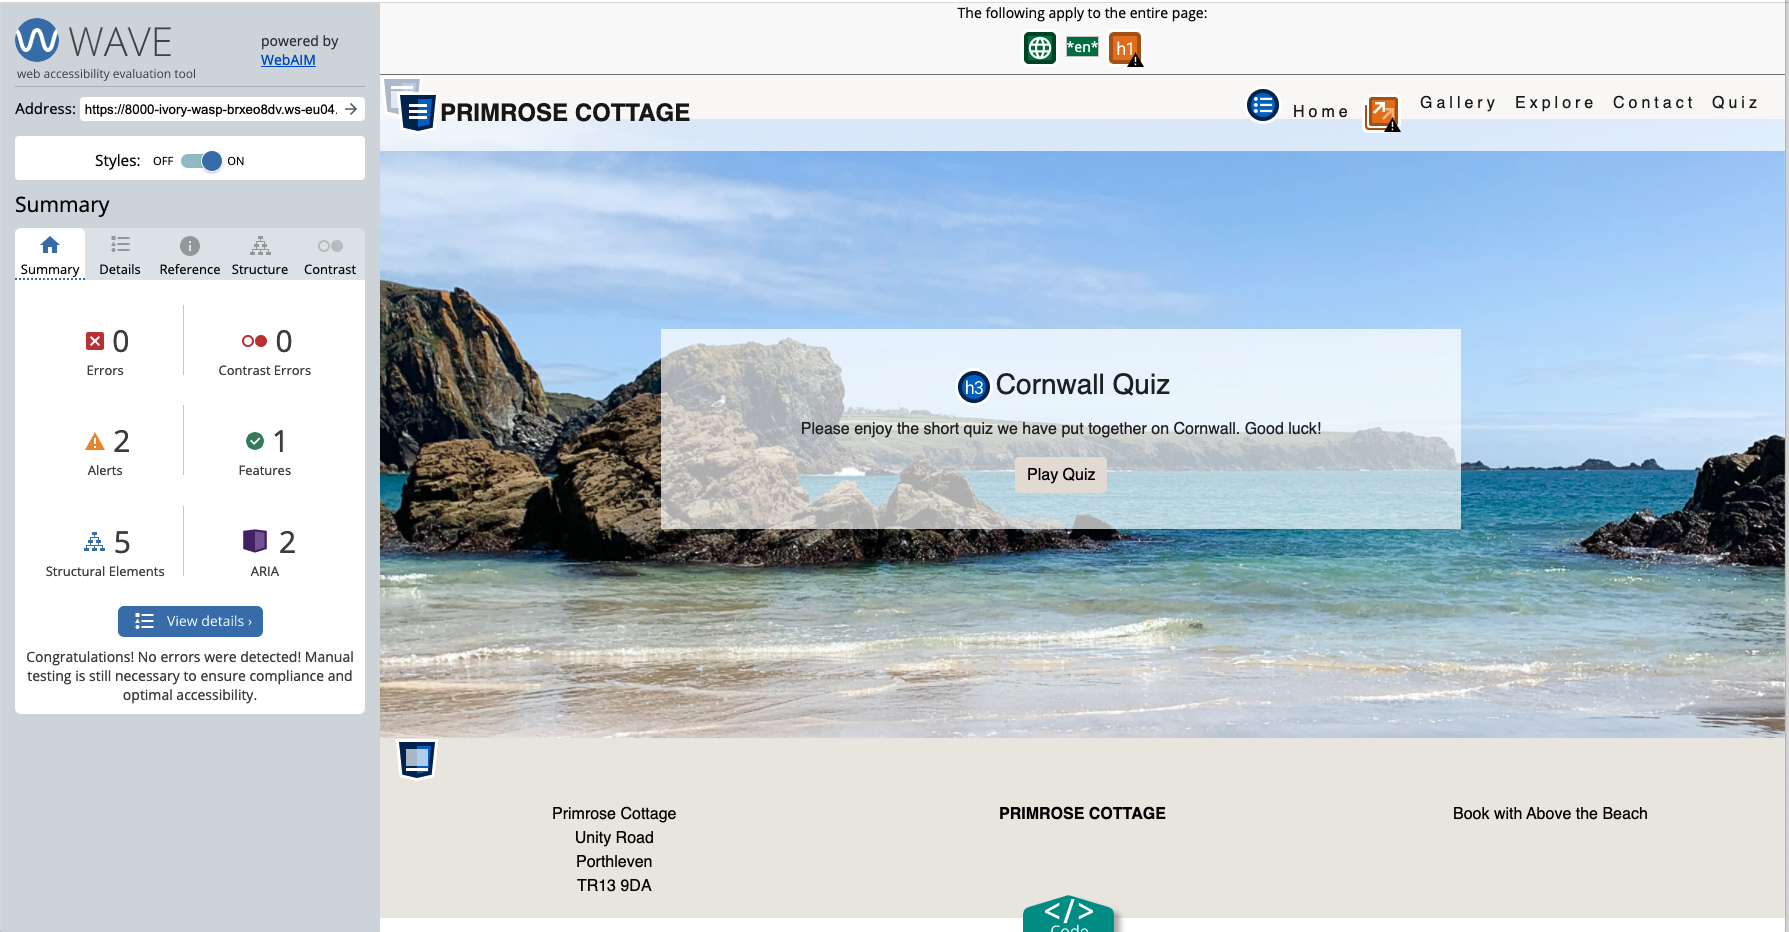 WAVE
web accessibility evaluation tool
powered by
WebAIM
Address: https://8000-ivory-wasp-brxeo8dv.ws-eu04.
Styles: OFF ON
Summary
Summary Details Reference Structure Contrast
0
Errors
0
Contrast Errors
2
Alerts
1
Features
5
Structural Elements
2
ARIA
View details ›
Congratulations! No errors were detected! Manual
testing is still necessary to ensure compliance and
optimal accessibility.
The following apply to the entire page:
*en* h1
PRIMROSE COTTAGE
Home Gallery Explore Contact Quiz
h3 Cornwall Quiz
Please enjoy the short quiz we have put together on Cornwall. Good luck!
Play Quiz
Primrose Cottage
Unity Road
Porthleven
TR13 9DA
PRIMROSE COTTAGE
Book with Above the Beach
</>
Code